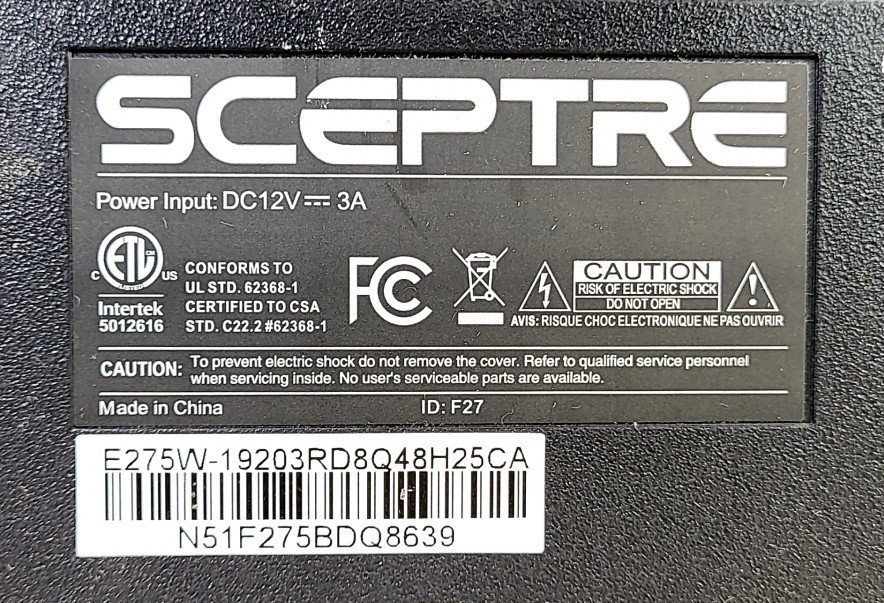 SCEPTRE
Power Input: DC12V⎓ 3A
ETL CM
C US
LISTED
Intertek
5012616
CONFORMS TO
UL STD. 62368-1
CERTIFIED TO CSA
STD. C22.2 #62368-1
FC
CAUTION
RISK OF ELECTRIC SHOCK
DO NOT OPEN
AVIS: RISQUE CHOC ELECTRONIQUE NE PAS OUVRIR
CAUTION: To prevent electric shock do not remove the cover. Refer to qualified service personnel
when servicing inside. No user's serviceable parts are available.
Made in China ID: F27
E275W-19203RD8Q48H25CA
N51F275BDQ8639